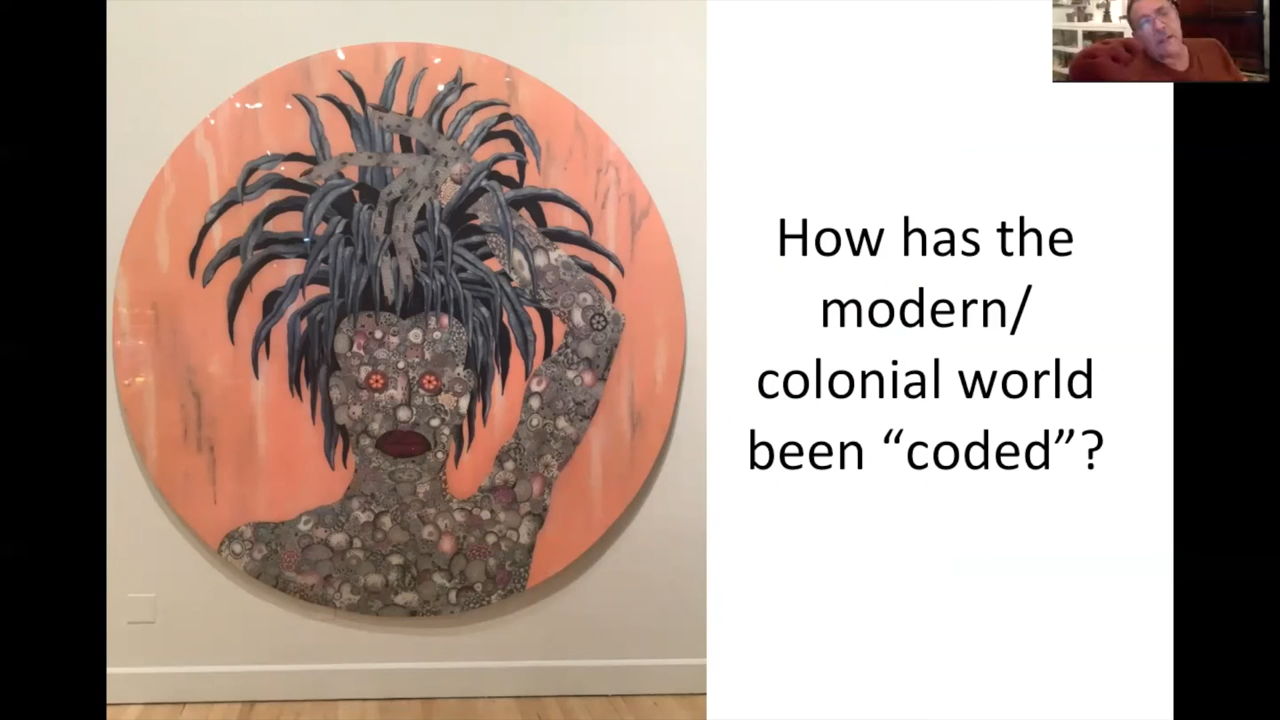 How has the
modern/
colonial world
been “coded”?